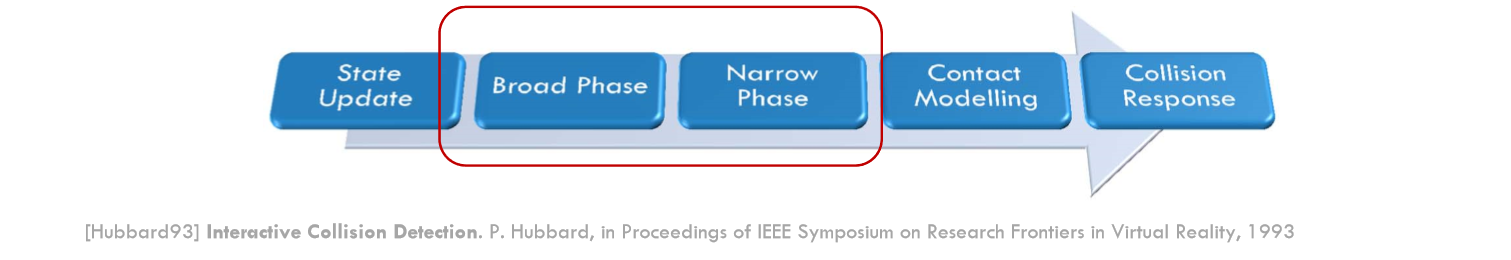 State
Update
Broad Phase
Narrow
Phase
Contact
Modelling
Collision
Response
[Hubbard93] Interactive Collision Detection. P. Hubbard, in Proceedings of IEEE Symposium on Research Frontiers in Virtual Reality, 1993